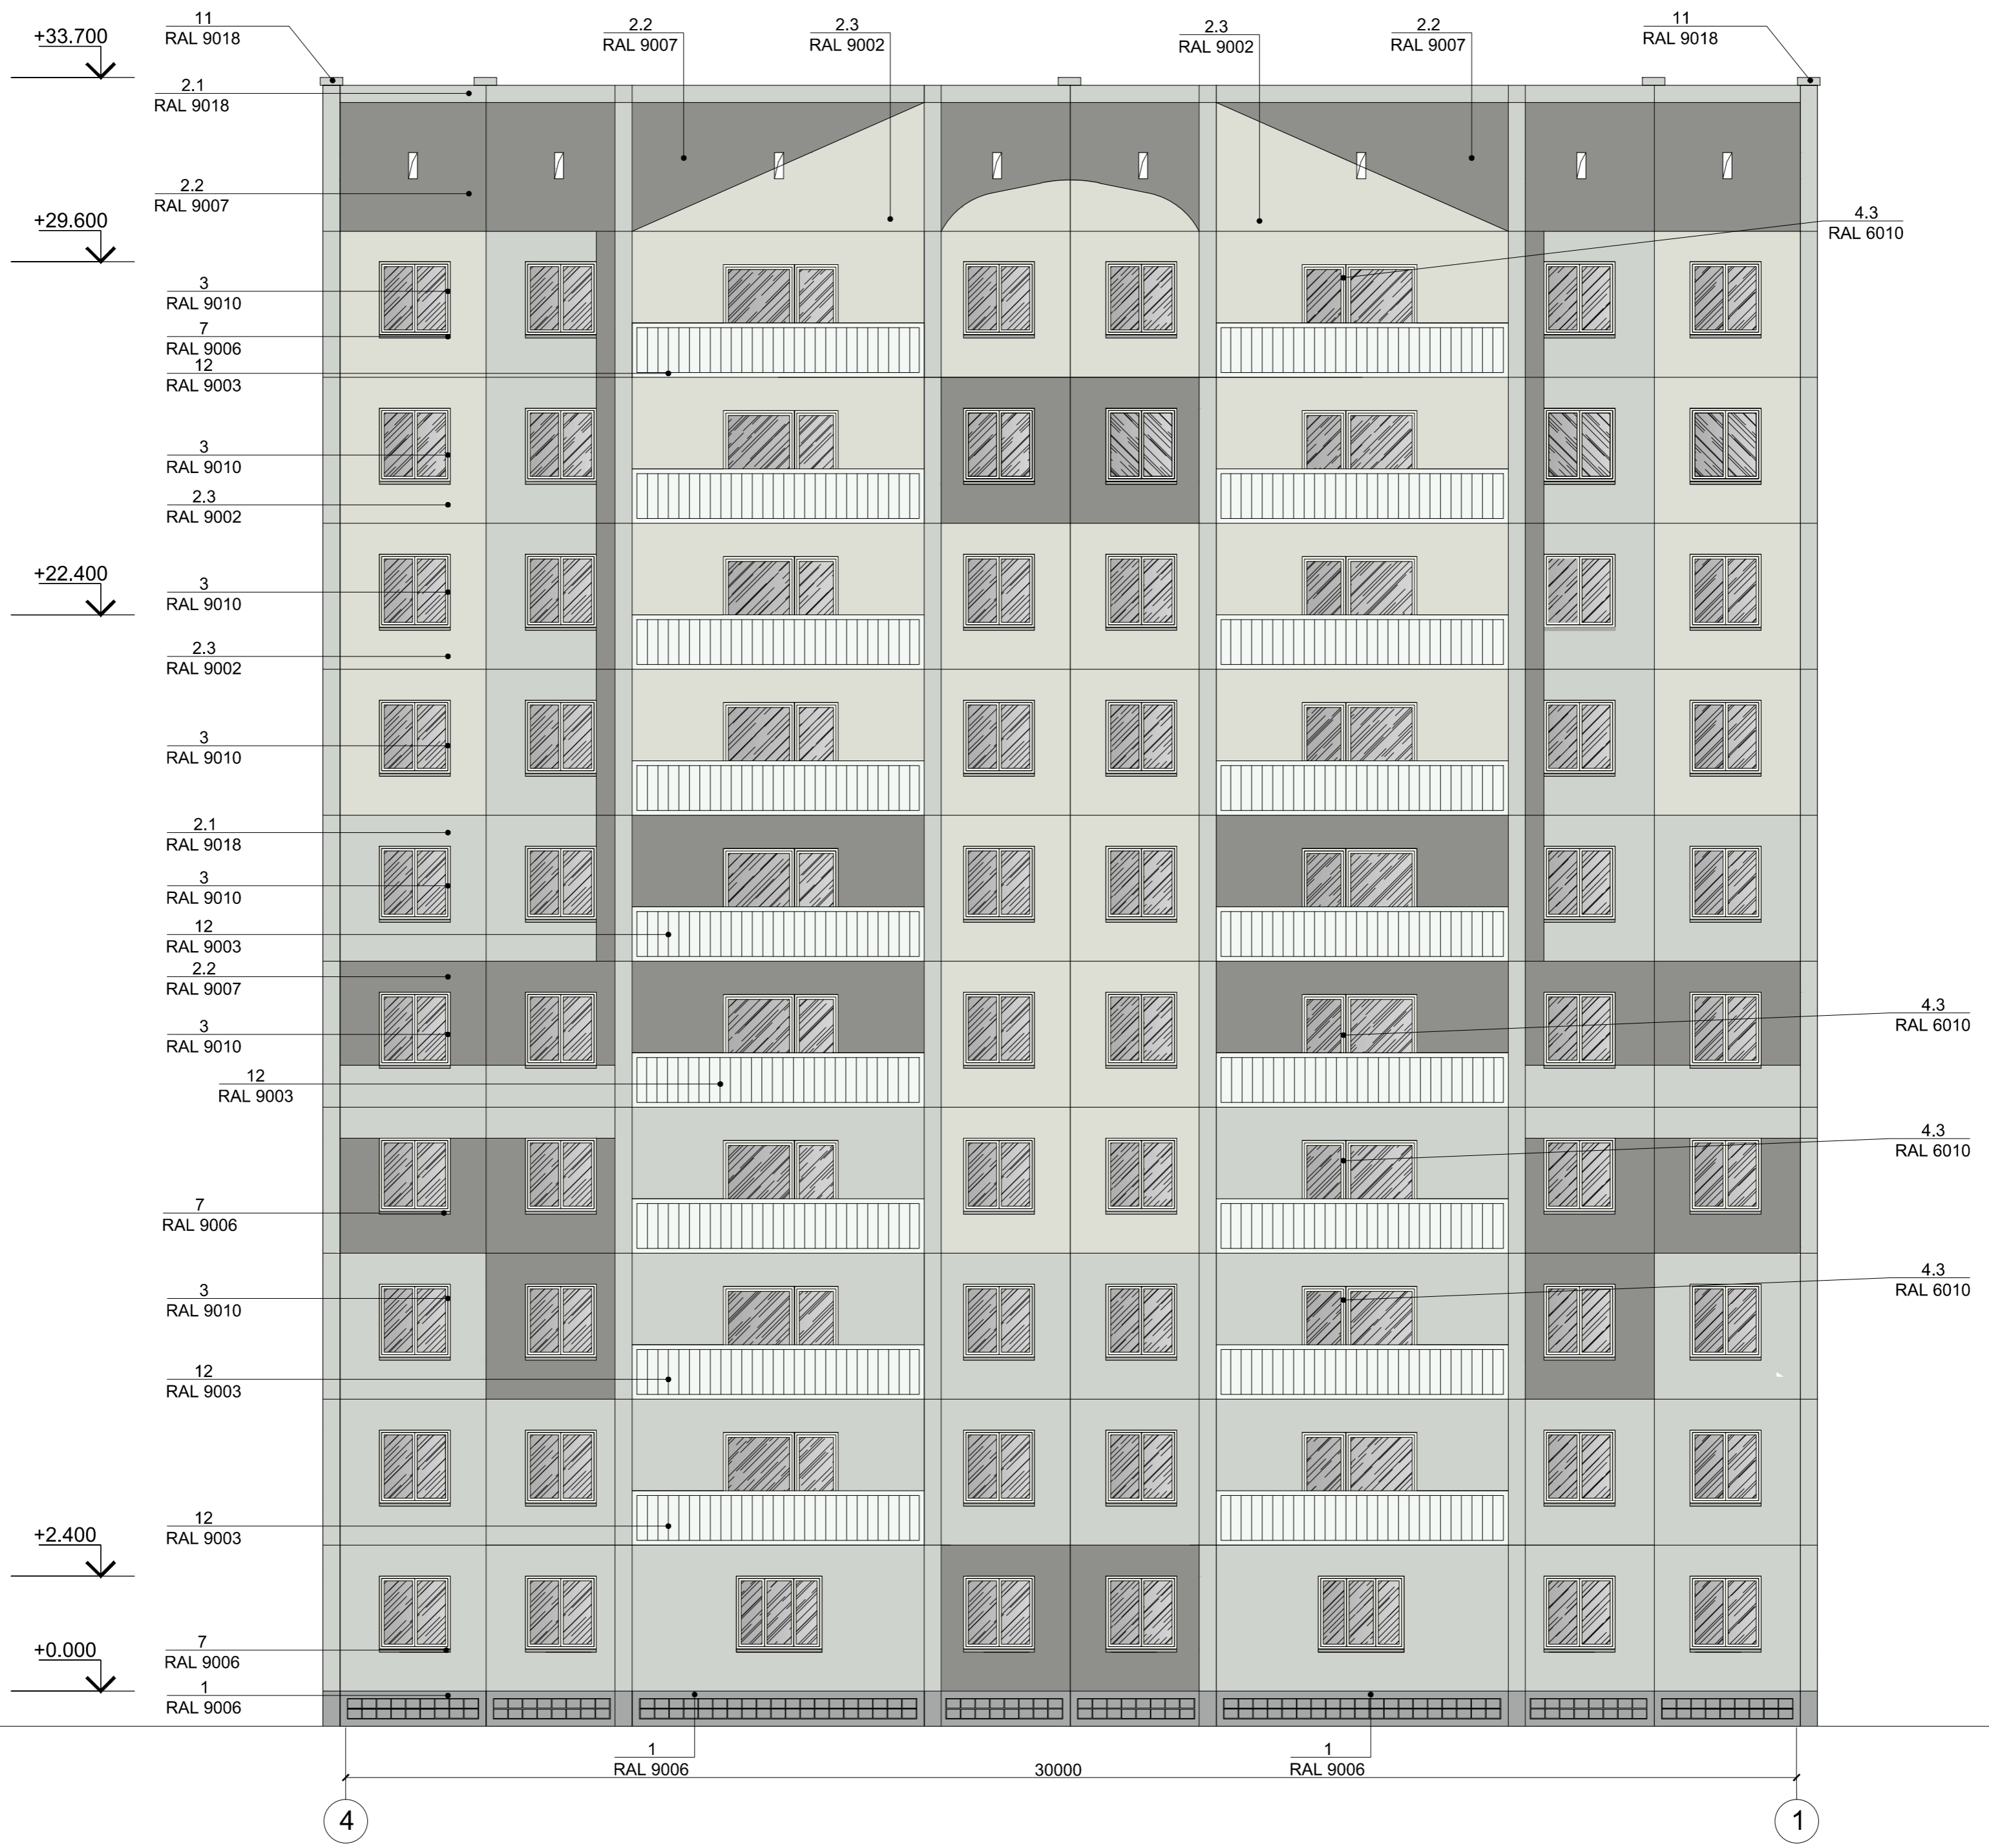 11
RAL 9018
2.2
RAL 9007
2.3
RAL 9002
2.3
RAL 9002
2.2
RAL 9007
11
RAL 9018
+33.700
2.1
RAL 9018
2.2
RAL 9007
+29.600
4.3
RAL 6010
3
RAL 9010
7
RAL 9006
12
RAL 9003
3
RAL 9010
2.3
RAL 9002
+22.400
3
RAL 9010
2.3
RAL 9002
3
RAL 9010
2.1
RAL 9018
3
RAL 9010
12
RAL 9003
2.2
RAL 9007
4.3
RAL 6010
3
RAL 9010
12
RAL 9003
4.3
RAL 6010
7
RAL 9006
4.3
RAL 6010
3
RAL 9010
12
RAL 9003
12
RAL 9003
+2.400
7
RAL 9006
+0.000
1
RAL 9006
1
RAL 9006
30000
1
RAL 9006
4
1